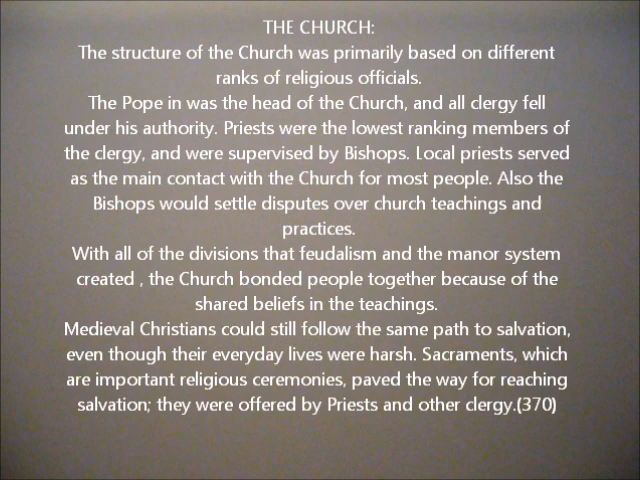 THE CHURCH:
The structure of the Church was primarily based on different
ranks of religious officials.
The Pope in was the head of the Church, and all clergy fell
under his authority. Priests were the lowest ranking members of
the clergy, and were supervised by Bishops. Local priests served
as the main contact with the Church for most people. Also the
Bishops would settle disputes over church teachings and
practices.
With all of the divisions that feudalism and the manor system
created , the Church bonded people together because of the
shared beliefs in the teachings.
Medieval Christians could still follow the same path to salvation,
even though their everyday lives were harsh. Sacraments, which
are important religious ceremonies, paved the way for reaching
salvation; they were offered by Priests and other clergy.(370)